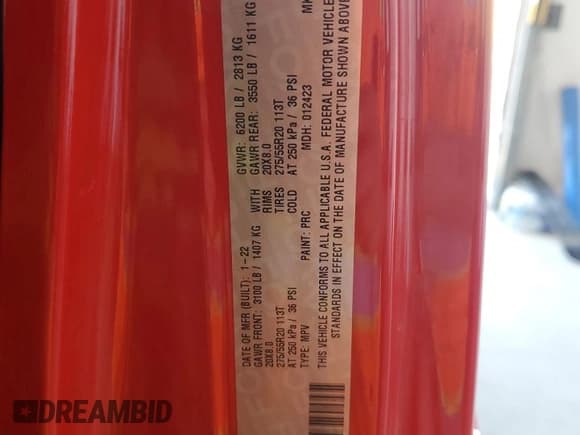 DATE OF MFR (BUILT): 1-22 GVWR: 6200 LB / 2813 KG
GAWR FRONT: 3100 LB / 1407 KG WITH GAWR REAR: 3550 LB / 1611 KG
20X8.0 RIMS 20X8.0
275/55R20 113T TIRES 275/55R20 113T
AT 250 kPa / 36 PSI COLD AT 250 kPa / 36 PSI
TYPE: MPV PAINT: PRC MDH: 012423 MK
THIS VEHICLE CONFORMS TO ALL APPLICABLE U.S.A. FEDERAL MOTOR VEHICLE
STANDARDS IN EFFECT ON THE DATE OF MANUFACTURE SHOWN ABOVE
DREAMBID